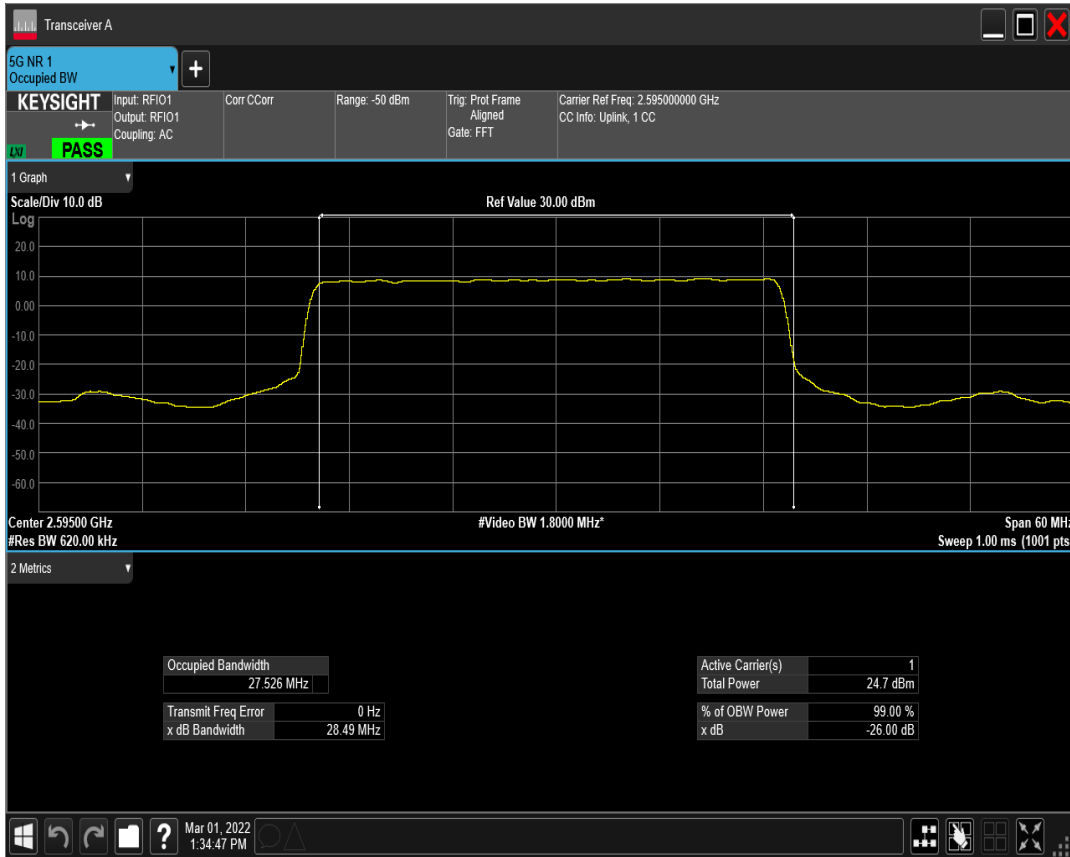 Transceiver A
5G NR 1
Occupied BW
+
KEYSIGHT
Input: RFIO1
Output: RFIO1
Coupling: AC
Corr CCorr
Range: -50 dBm
Trig: Prot Frame
Aligned
Gate: FFT
Carrier Ref Freq: 2.595000000 GHz
CC Info: Uplink, 1 CC
LXI
PASS
1 Graph
Scale/Div 10.0 dB
Ref Value 30.00 dBm
Log
20.0
10.0
0.00
-10.0
-20.0
-30.0
-40.0
-50.0
-60.0
Center 2.59500 GHz
#Video BW 1.8000 MHz*
Span 60 MHz
#Res BW 620.00 kHz
Sweep 1.00 ms (1001 pts
2 Metrics
Occupied Bandwidth
27.526 MHz
Transmit Freq Error 0 Hz
x dB Bandwidth 28.49 MHz
Active Carrier(s) 1
Total Power 24.7 dBm
% of OBW Power 99.00 %
x dB -26.00 dB
?
Mar 01, 2022
1:34:47 PM